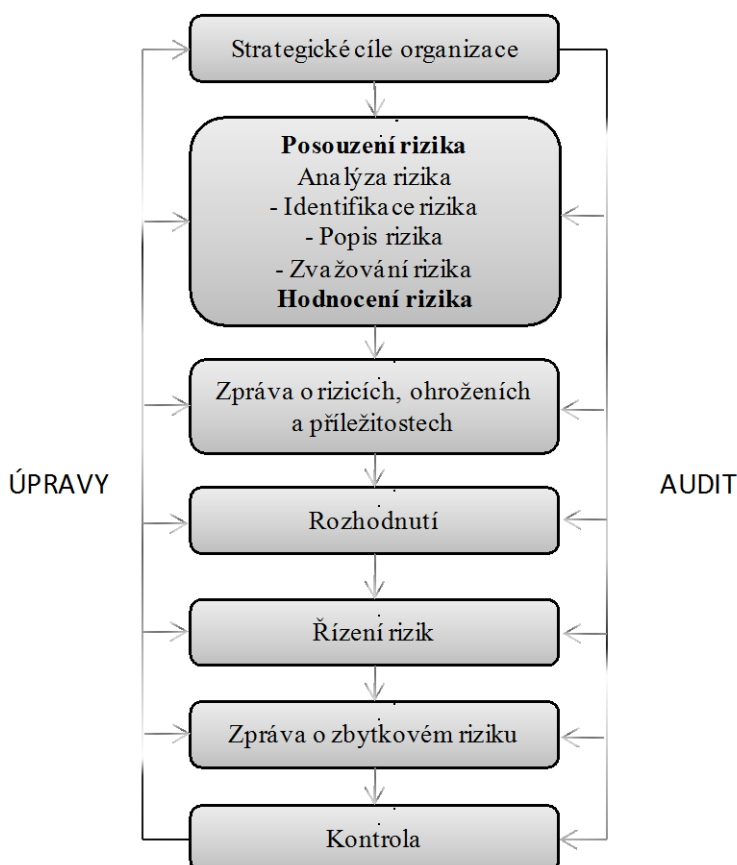 Strategické cíle organizace
Posouzení rizika
Analýza rizika
- Identifikace rizika
- Popis rizika
- Zvažování rizika
Hodnocení rizika
Zpráva o rizicích, ohroženích
a příležitostech
ÚPRAVY
AUDIT
Rozhodnutí
Řízení rizik
Zpráva o zbytkovém riziku
Kontrola